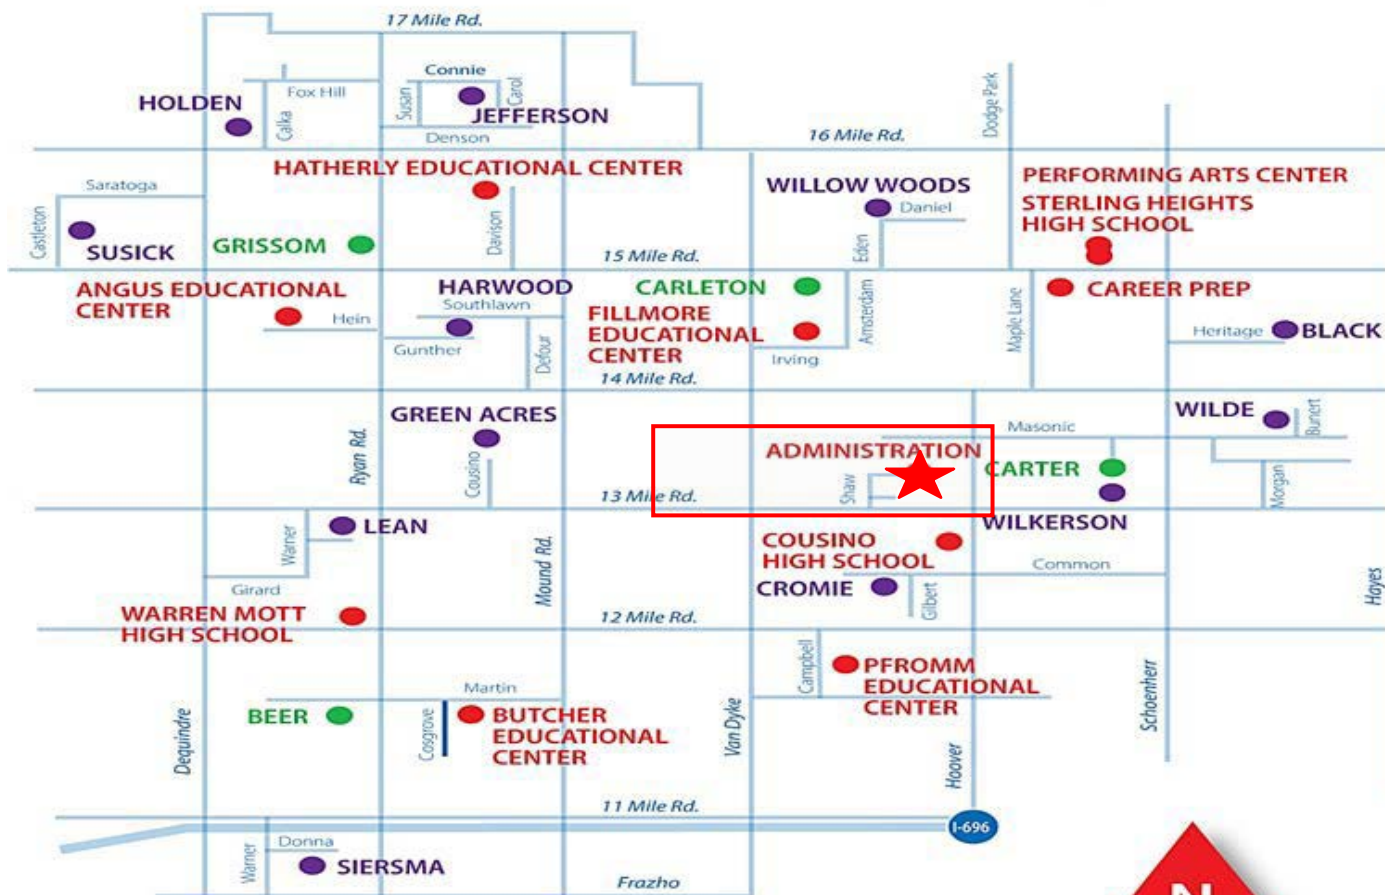 17 Mile Rd.
Connie
Fox Hill
Susan
Carol
HOLDEN
JEFFERSON
Calka
Denson
Dodge Park
16 Mile Rd.
HATHERLY EDUCATIONAL CENTER
PERFORMING ARTS CENTER
Saratoga
WILLOW WOODS
STERLING HEIGHTS
HIGH SCHOOL
Daniel
Castleton
SUSICK
GRISSOM
Davison
Eden
15 Mile Rd.
ANGUS EDUCATIONAL
CENTER
HARWOOD
Southlawn
CARLETON
CAREER PREP
Hein
Gunther
Defour
FILLMORE
EDUCATIONAL
CENTER
Amsterdam
Irving
Maple Lane
Heritage
BLACK
14 Mile Rd.
GREEN ACRES
WILDE
Bunert
Masonic
Ryan Rd.
Cousino
ADMINISTRATION
CARTER
Shaw
Morgan
13 Mile Rd.
LEAN
WILKERSON
Warner
COUSINO
HIGH SCHOOL
Common
Girard
Mound Rd.
CROMIE
Gilbert
Hayes
WARREN MOTT
HIGH SCHOOL
12 Mile Rd.
Campbell
PFROMM
EDUCATIONAL
CENTER
Martin
BEER
Cosgrove
BUTCHER
EDUCATIONAL
CENTER
Dequindre
Van Dyke
Hoover
Schoenherr
11 Mile Rd.
I-696
Donna
Warner
SIERSMA
Frazho
N